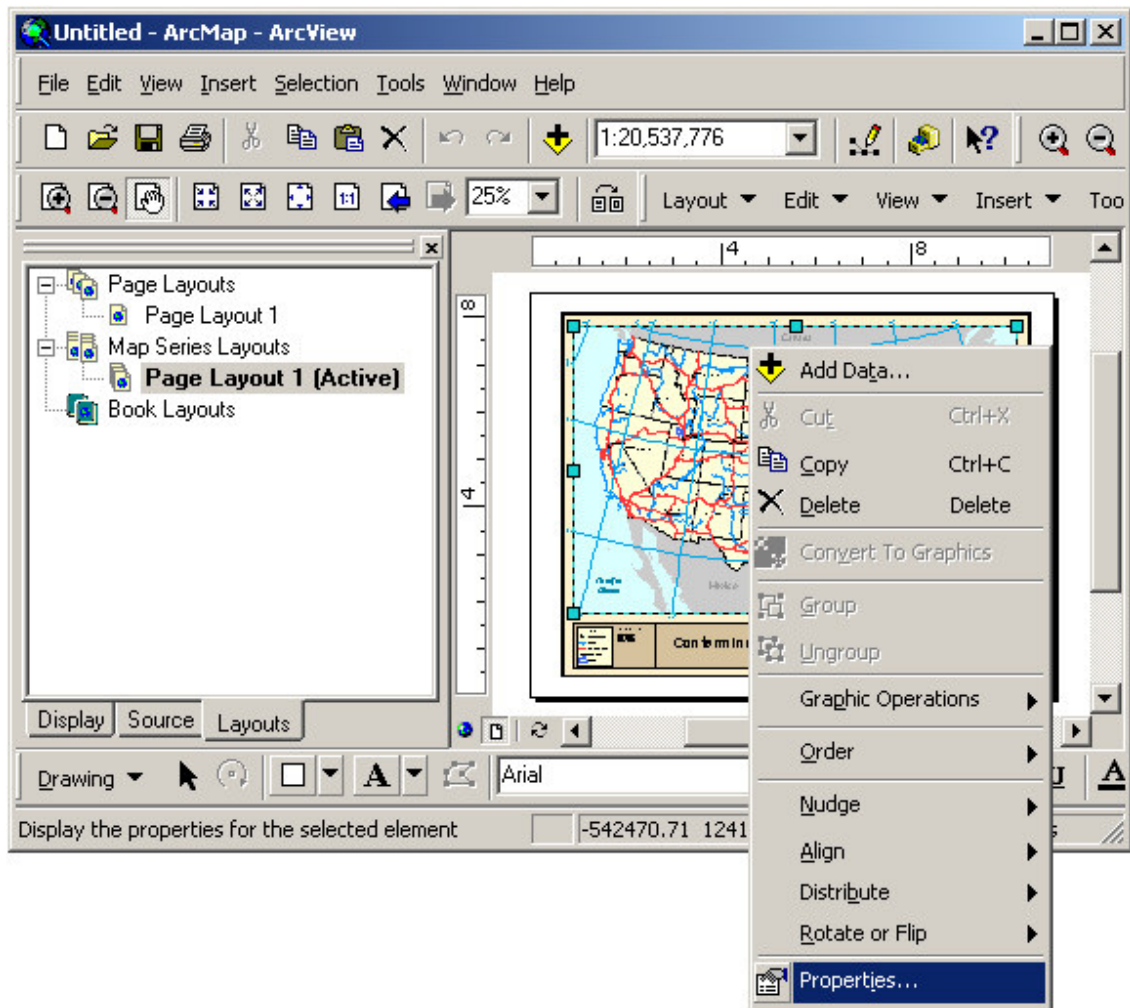 Untitled - ArcMap - ArcView
File Edit View Insert Selection Tools Window Help
1:20,537,776
1:1 25% Layout Edit View Insert Too
Page Layouts
Page Layout 1
Map Series Layouts
Page Layout 1 (Active)
Book Layouts
4 8
8
4
Mexico
Add Data...
Cut Ctrl+X
Copy Ctrl+C
Delete Delete
Convert To Graphics
Group
Ungroup
Graphic Operations
Order
Nudge
Align
Distribute
Rotate or Flip
Properties...
Display Source Layouts
Drawing A Arial U A
Display the properties for the selected element -542470.71 1241